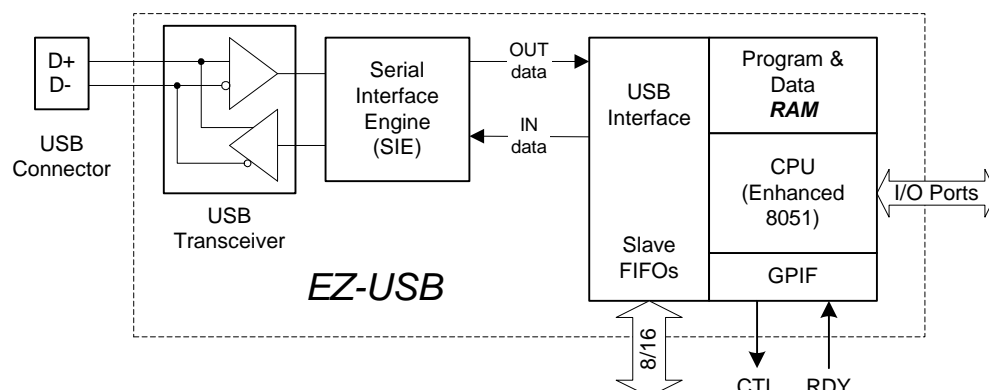 D+
D-
USB
Connector
USB
Transceiver
Serial
Interface
Engine
(SIE)
OUT
data
IN
data
USB
Interface
Slave
FIFOs
Program &
Data
RAM
CPU
(Enhanced
8051)
GPIF
I/O Ports
EZ-USB
8/16
CTL
RDY